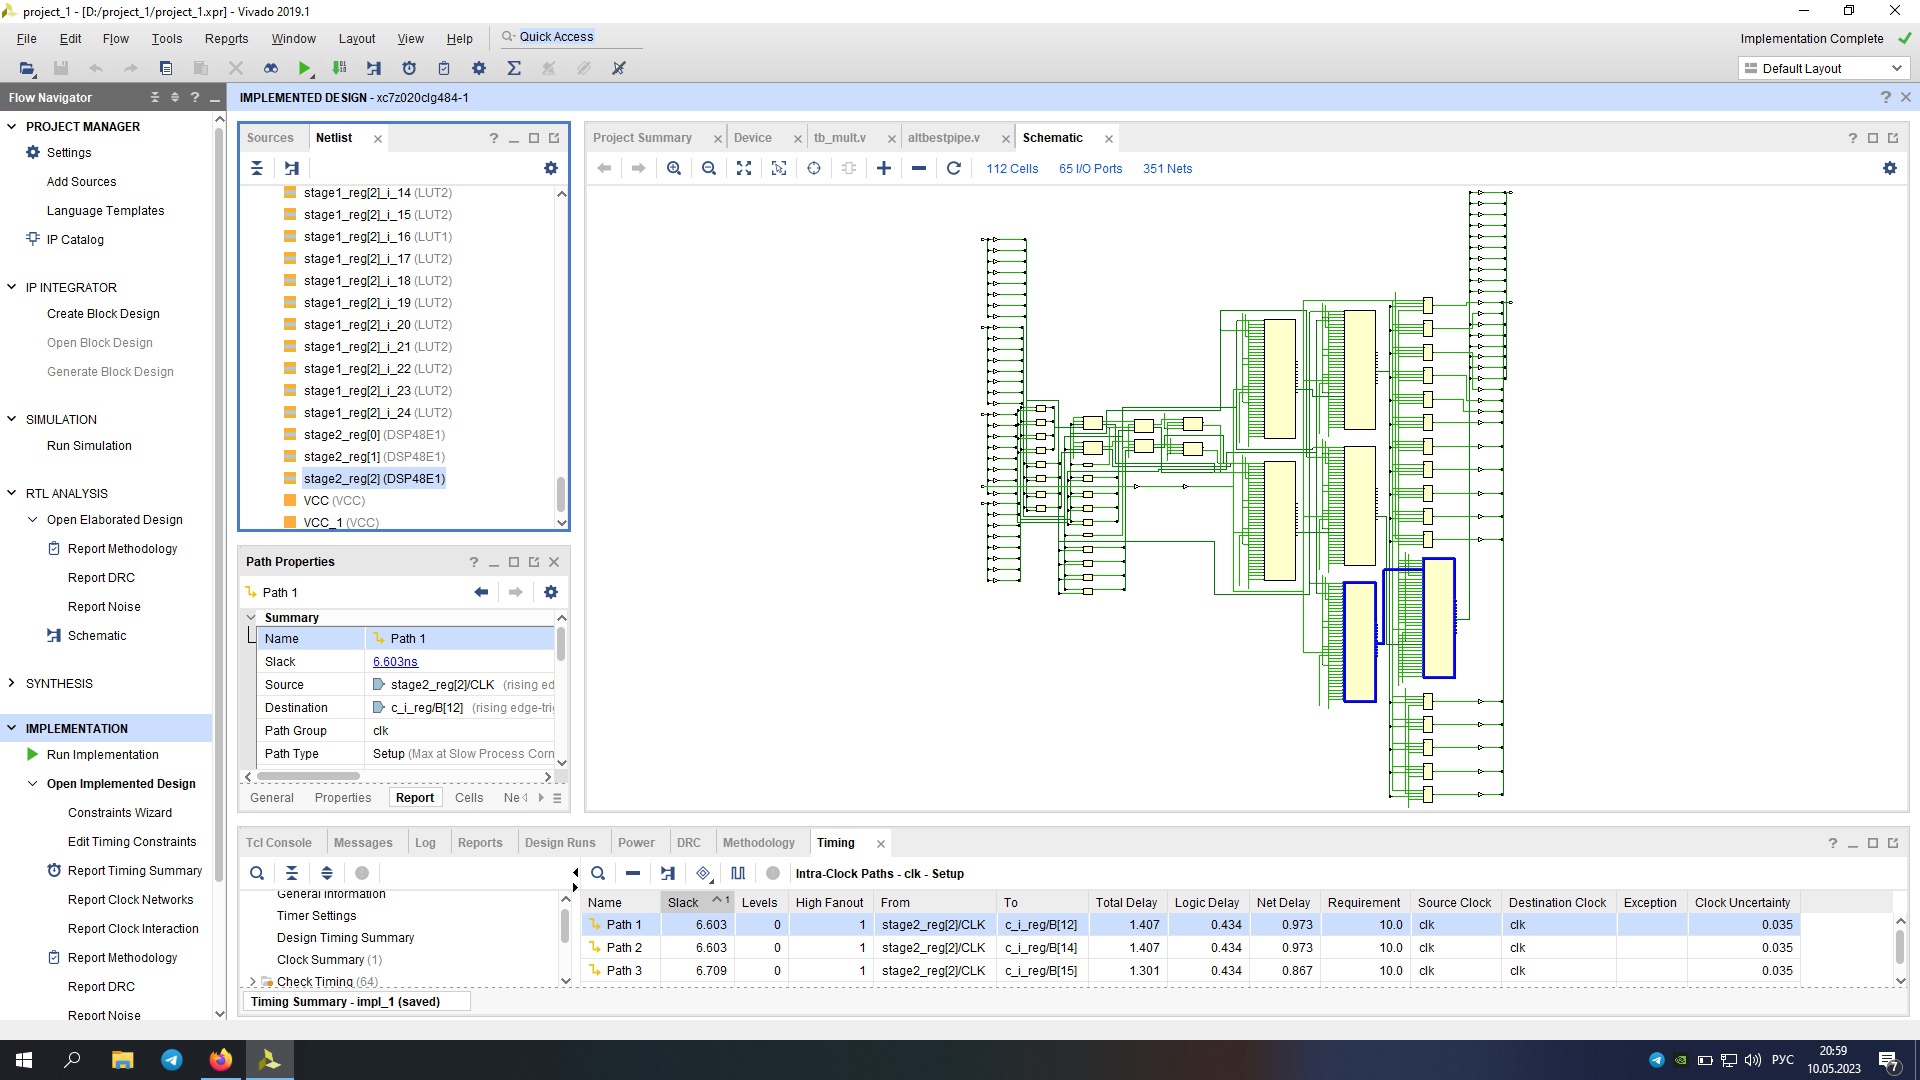 project_1 - [D:/project_1/project_1.xpr] - Vivado 2019.1
File Edit Flow Tools Reports Window Layout View Help Quick Access
Implementation Complete
Default Layout
Flow Navigator
PROJECT MANAGER
Settings
Add Sources
Language Templates
IP Catalog
IP INTEGRATOR
Create Block Design
Open Block Design
Generate Block Design
SIMULATION
Run Simulation
RTL ANALYSIS
Open Elaborated Design
Report Methodology
Report DRC
Report Noise
Schematic
SYNTHESIS
IMPLEMENTATION
Run Implementation
Open Implemented Design
Constraints Wizard
Edit Timing Constraints
Report Timing Summary
Report Clock Networks
Report Clock Interaction
Report Methodology
Report DRC
Report Noise
IMPLEMENTED DESIGN - xc7z020clg484-1
Sources Netlist
stage1_reg[2]_i_14 (LUT2)
stage1_reg[2]_i_15 (LUT2)
stage1_reg[2]_i_16 (LUT1)
stage1_reg[2]_i_17 (LUT2)
stage1_reg[2]_i_18 (LUT2)
stage1_reg[2]_i_19 (LUT2)
stage1_reg[2]_i_20 (LUT2)
stage1_reg[2]_i_21 (LUT2)
stage1_reg[2]_i_22 (LUT2)
stage1_reg[2]_i_23 (LUT2)
stage1_reg[2]_i_24 (LUT2)
stage2_reg[0] (DSP48E1)
stage2_reg[1] (DSP48E1)
stage2_reg[2] (DSP48E1)
VCC (VCC)
VCC_1 (VCC)
Path Properties
Path 1
Summary
Name Path 1
Slack 6.603ns
Source stage2_reg[2]/CLK (rising ed
Destination c_i_reg/B[12] (rising edge-tri
Path Group clk
Path Type Setup (Max at Slow Process Corn
General Properties Report Cells Ne
Project Summary Device tb_mult.v altbestpipe.v Schematic
112 Cells 65 I/O Ports 351 Nets
Tcl Console Messages Log Reports Design Runs Power DRC Methodology Timing
General Information
Timer Settings
Design Timing Summary
Clock Summary (1)
Check Timing (64)
Timing Summary - impl_1 (saved)
Intra-Clock Paths - clk - Setup
Name Slack 1 Levels High Fanout From To Total Delay Logic Delay Net Delay Requirement Source Clock Destination Clock Exception Clock Uncertainty
Path 1 6.603 0 1 stage2_reg[2]/CLK c_i_reg/B[12] 1.407 0.434 0.973 10.0 clk clk 0.035
Path 2 6.603 0 1 stage2_reg[2]/CLK c_i_reg/B[14] 1.407 0.434 0.973 10.0 clk clk 0.035
Path 3 6.709 0 1 stage2_reg[2]/CLK c_i_reg/B[15] 1.301 0.434 0.867 10.0 clk clk 0.035
РУС
20:59
10.05.2023
7